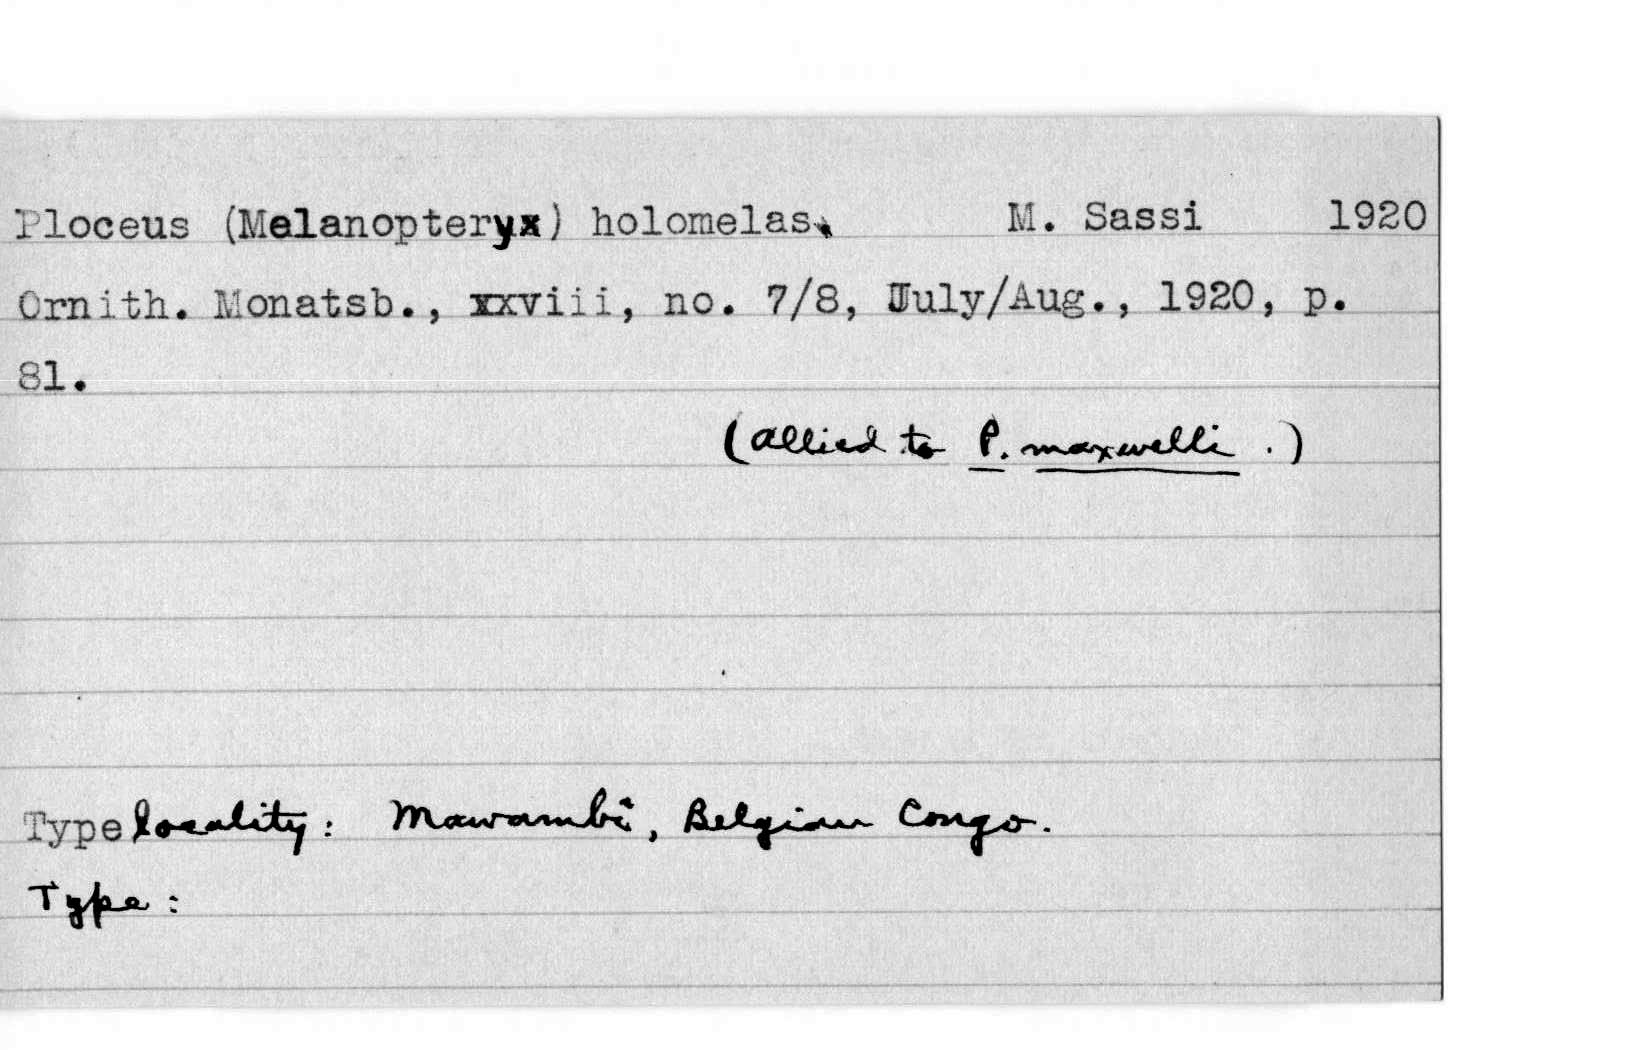 Ploceus (Melanopteryx) holomelas. M. Sassi 1920
Ornith. Monatsb., xxviii, no. 7/8, July/Aug., 1920, p.
81.
(allied to P. maxwelli.)
Type locality: Mawambi, Belgian Congo.
Type: